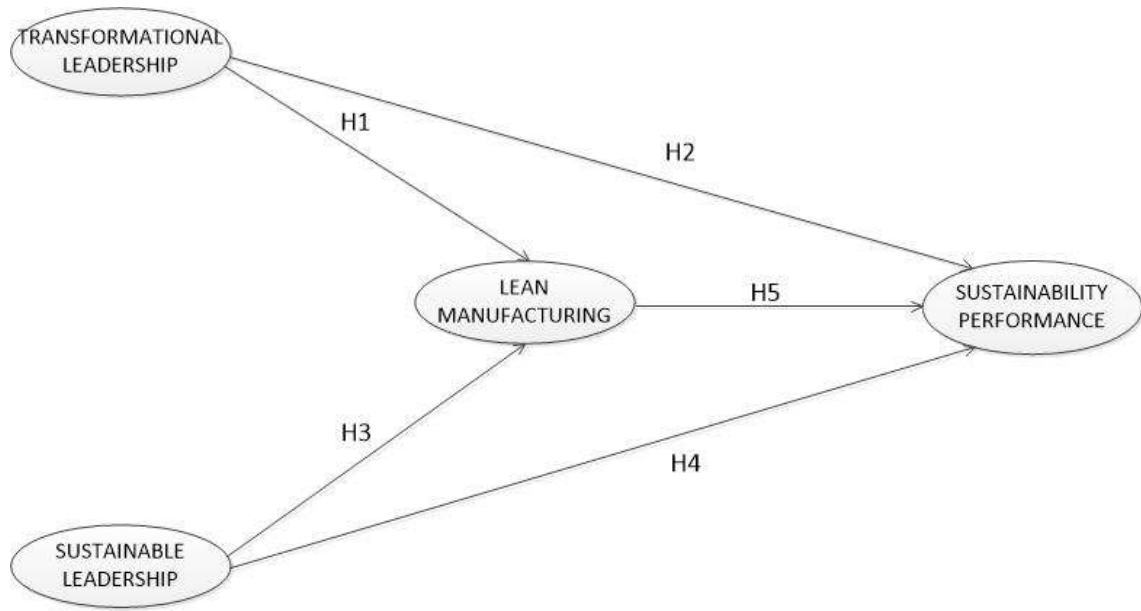 TRANSFORMATIONAL
LEADERSHIP
H1
H2
LEAN
MANUFACTURING
H5
SUSTAINABILITY
PERFORMANCE
H3
H4
SUSTAINABLE
LEADERSHIP